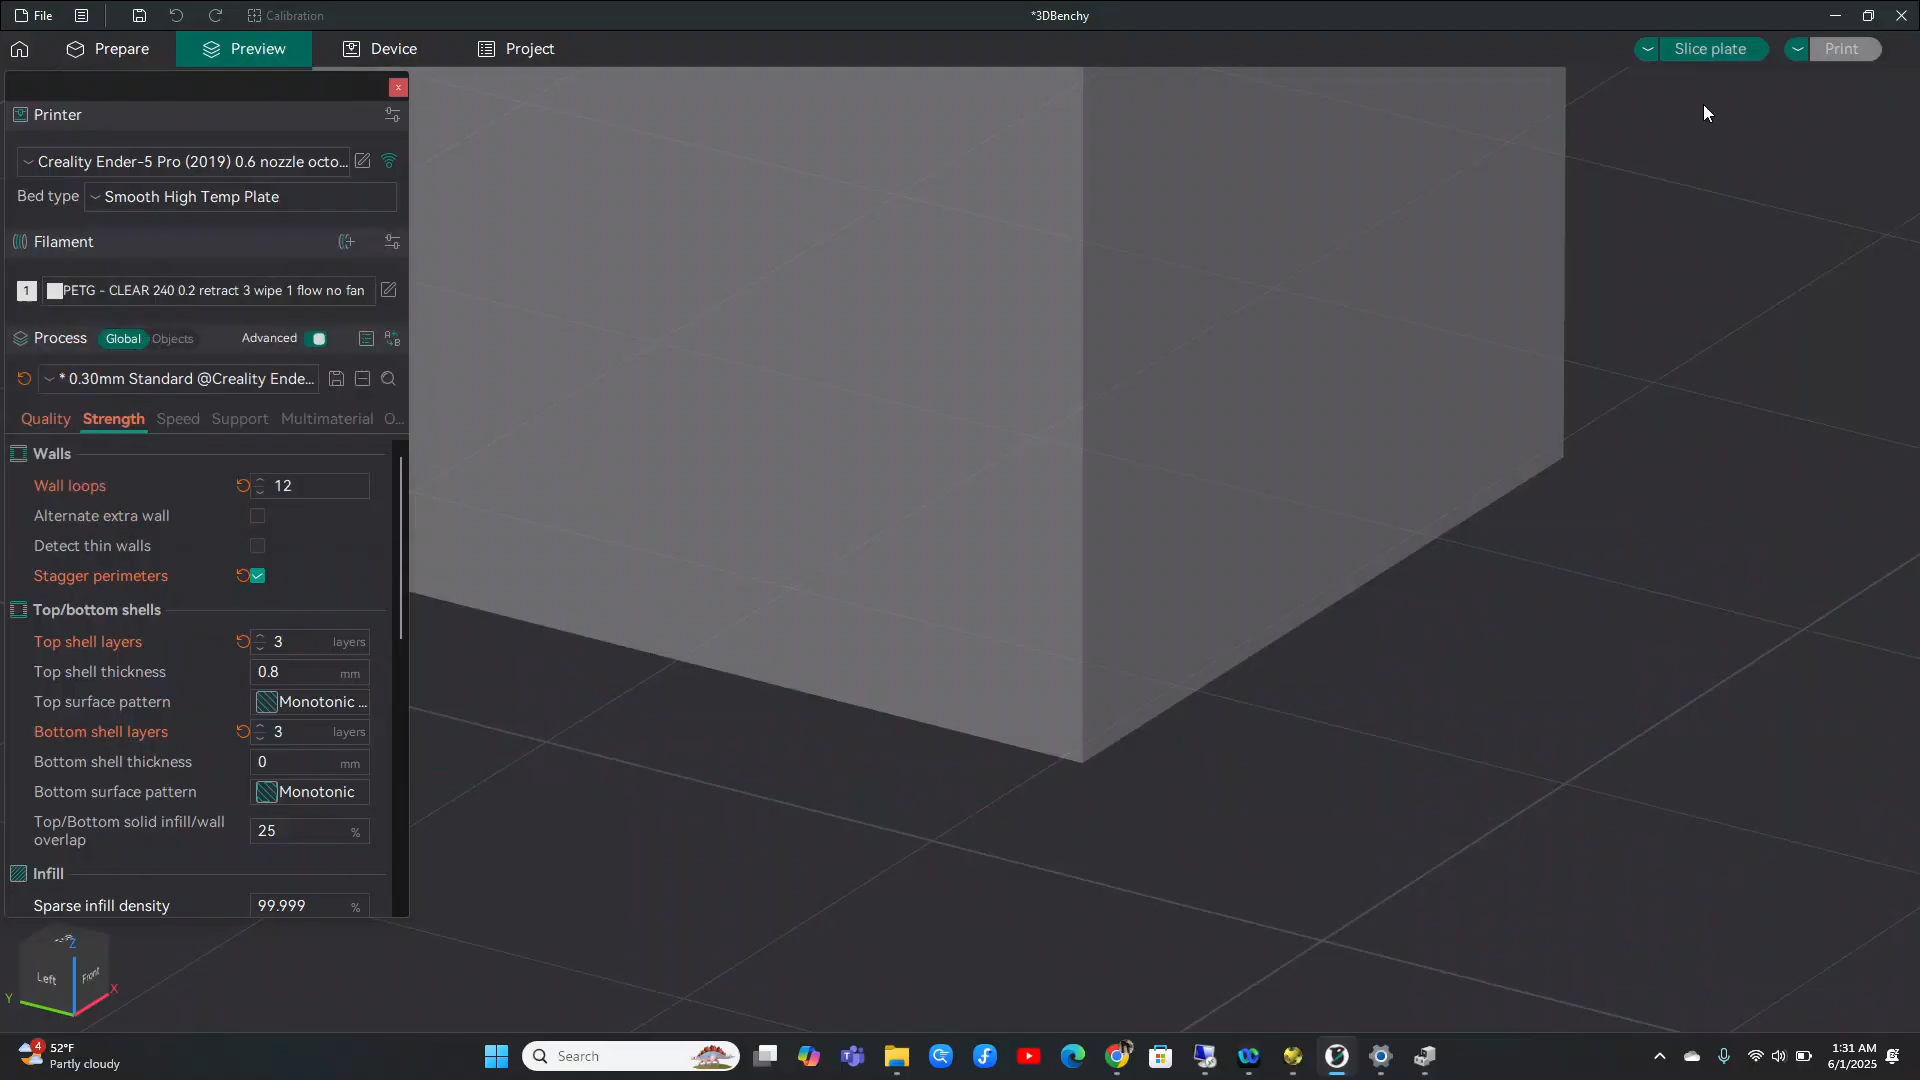 File
Calibration
*3DBenchy
Prepare
Preview
Device
Project
Slice plate
Print
x
Printer
Creality Ender-5 Pro (2019) 0.6 nozzle octo...
Bed type
Smooth High Temp Plate
Filament
1
PETG - CLEAR 240 0.2 retract 3 wipe 1 flow no fan
Process
Global
Objects
Advanced
* 0.30mm Standard @Creality Ende...
Quality
Strength
Speed
Support
Multimaterial
O...
Walls
Wall loops
12
Alternate extra wall
Detect thin walls
Stagger perimeters
Top/bottom shells
Top shell layers
3
layers
Top shell thickness
0.8
mm
Top surface pattern
Monotonic ...
Bottom shell layers
3
layers
Bottom shell thickness
0
mm
Bottom surface pattern
Monotonic
Top/Bottom solid infill/wall
overlap
25
%
Infill
Sparse infill density
99.999
%
Z
Left
Front
Y
X
4
52°F
Partly cloudy
Search
1:31 AM
6/1/2025